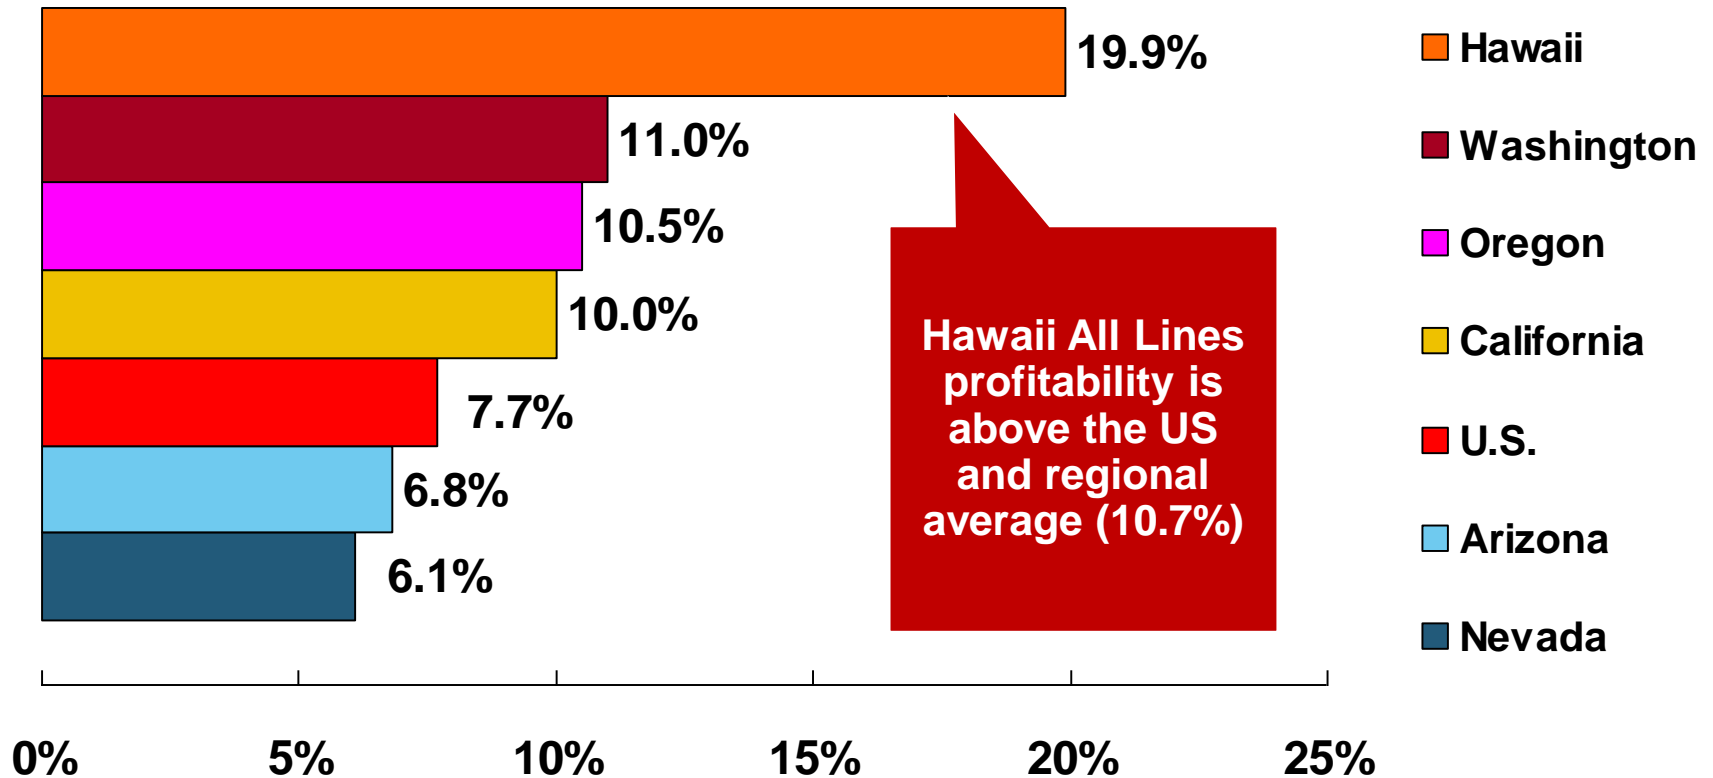 19.9%
11.0%
10.5%
10.0%
7.7%
6.8%
6.1%
Hawaii All Lines
profitability is
above the US
and regional
average (10.7%)
Hawaii
Washington
Oregon
California
U.S.
Arizona
Nevada
0% 5% 10% 15% 20% 25%